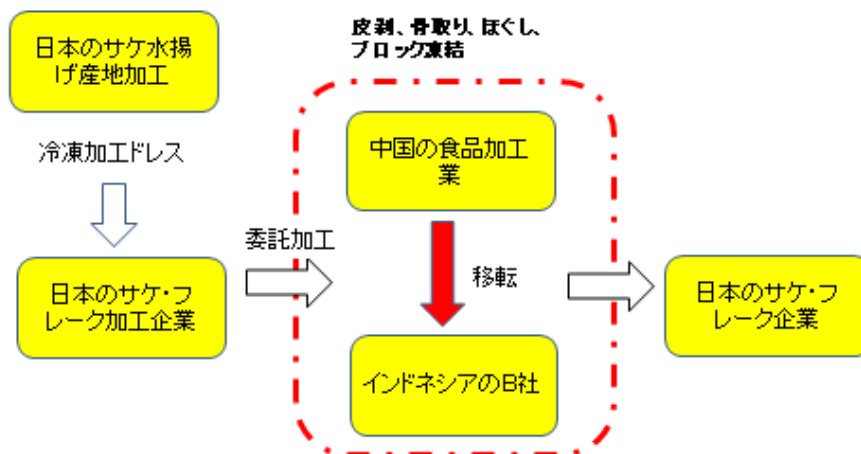 皮剥、骨取り、ほぐし、
ブロック凍結
日本のサケ水揚
げ産地加工
冷凍加工ドレス
中国の食品加工
業
委託加工
移転
日本のサケ・フ
レーク加工企業
日本のサケ・フ
レーク企業
インドネシアのB社